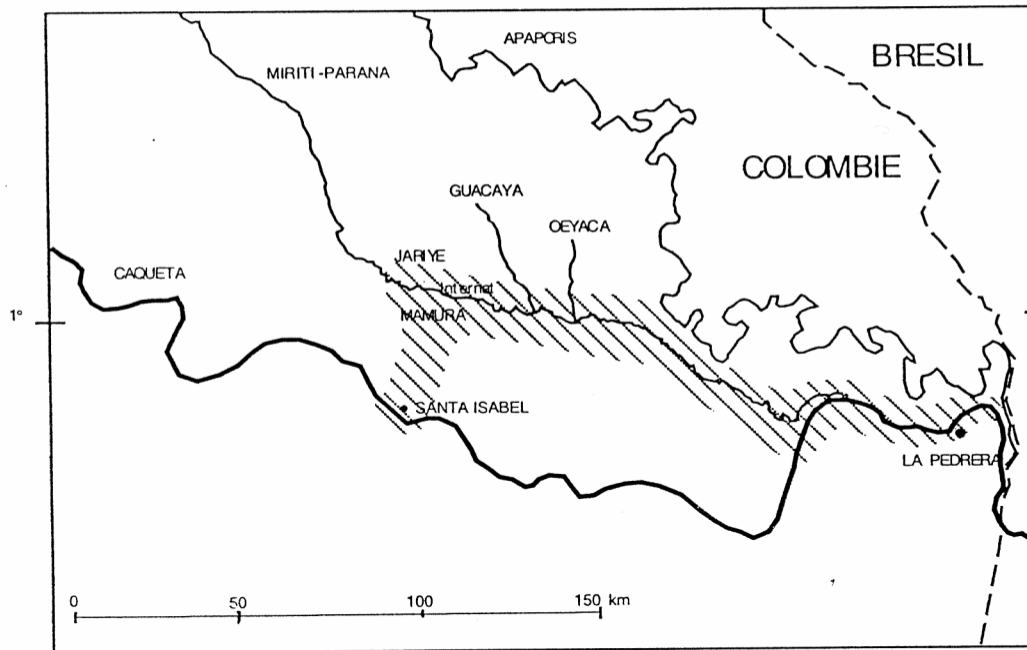 APAPORIS
BRESIL
MIRITI-PARANA
COLOMBIE
GUACAYA
OEYACA
JARIYE
CAQUETA
Internat
1°
MAMURA
SANTA ISABEL
LA PEDRERA
0 50 100 150 km